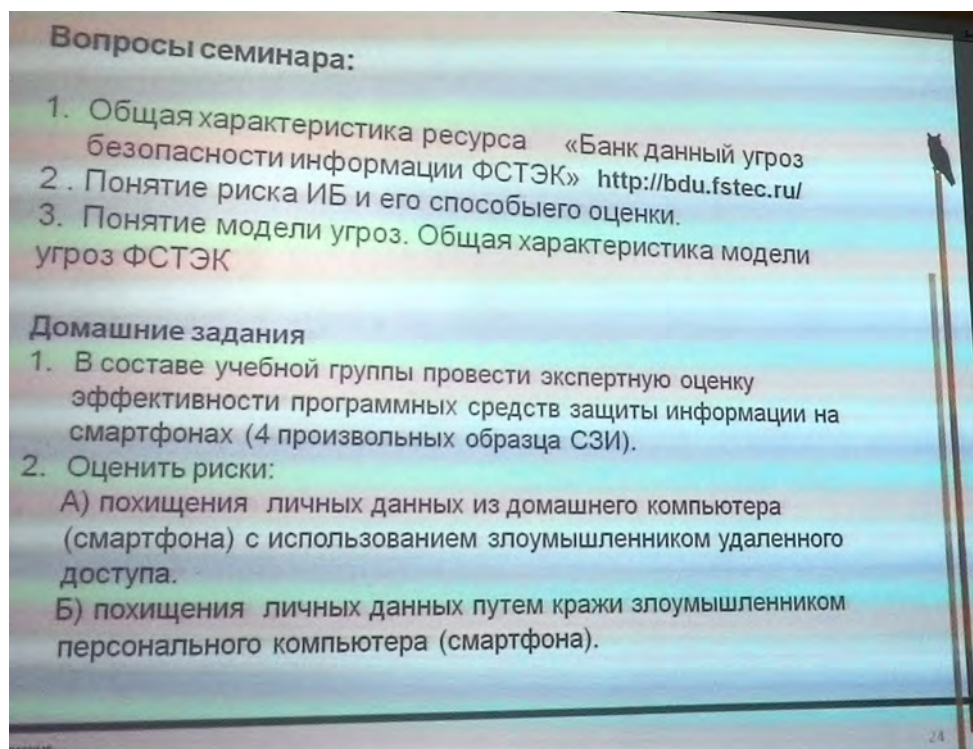 Вопросы семинара:
1. Общая характеристика ресурса «Банк данный угроз
безопасности информации ФСТЭК» http://bdu.fstec.ru/
2 . Понятие риска ИБ и его способыего оценки.
3. Понятие модели угроз. Общая характеристика модели
угроз ФСТЭК
Домашние задания
1. В составе учебной группы провести экспертную оценку
эффективности программных средств защиты информации на
смартфонах (4 произвольных образца СЗИ).
2. Оценить риски:
А) похищения личных данных из домашнего компьютера
(смартфона) с использованием злоумышленником удаленного
доступа.
Б) похищения личных данных путем кражи злоумышленником
персонального компьютера (смартфона).
24